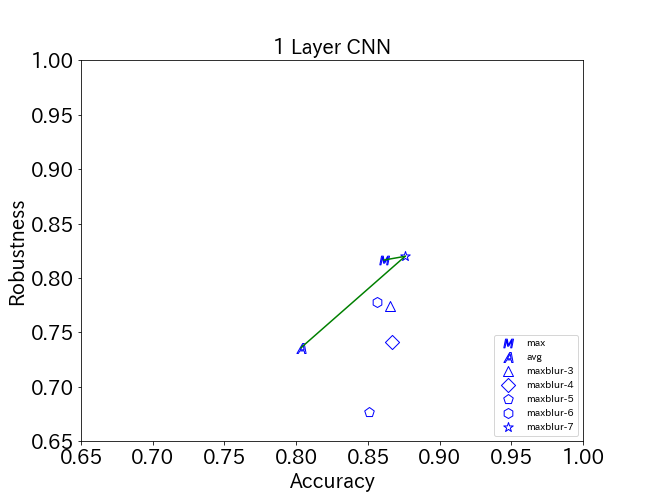 1 Layer CNN
1.00
0.95
0.90
0.85
0.80
0.75
0.70
0.65
Robustness
M
A
M max
A avg
maxblur-3
maxblur-4
maxblur-5
maxblur-6
maxblur-7
0.65 0.70 0.75 0.80 0.85 0.90 0.95 1.00
Accuracy